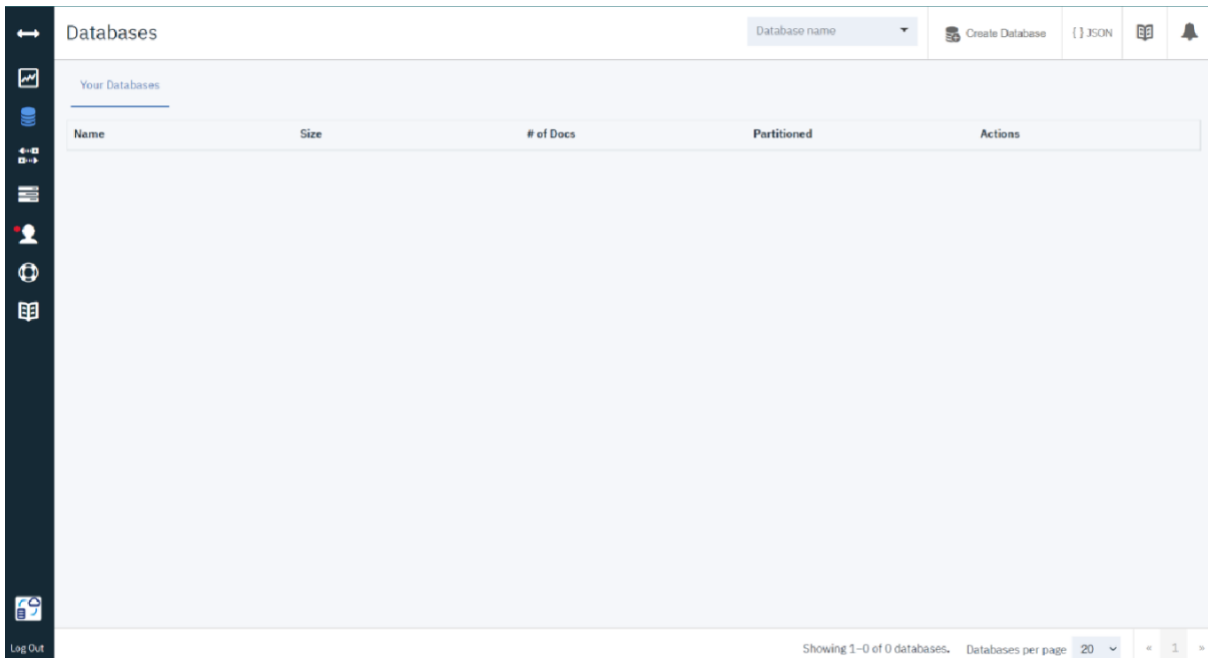 Databases
Database name
Create Database
{ } JSON
Your Databases
Name Size # of Docs Partitioned Actions
Log Out
Showing 1–0 of 0 databases. Databases per page 20 « 1 »